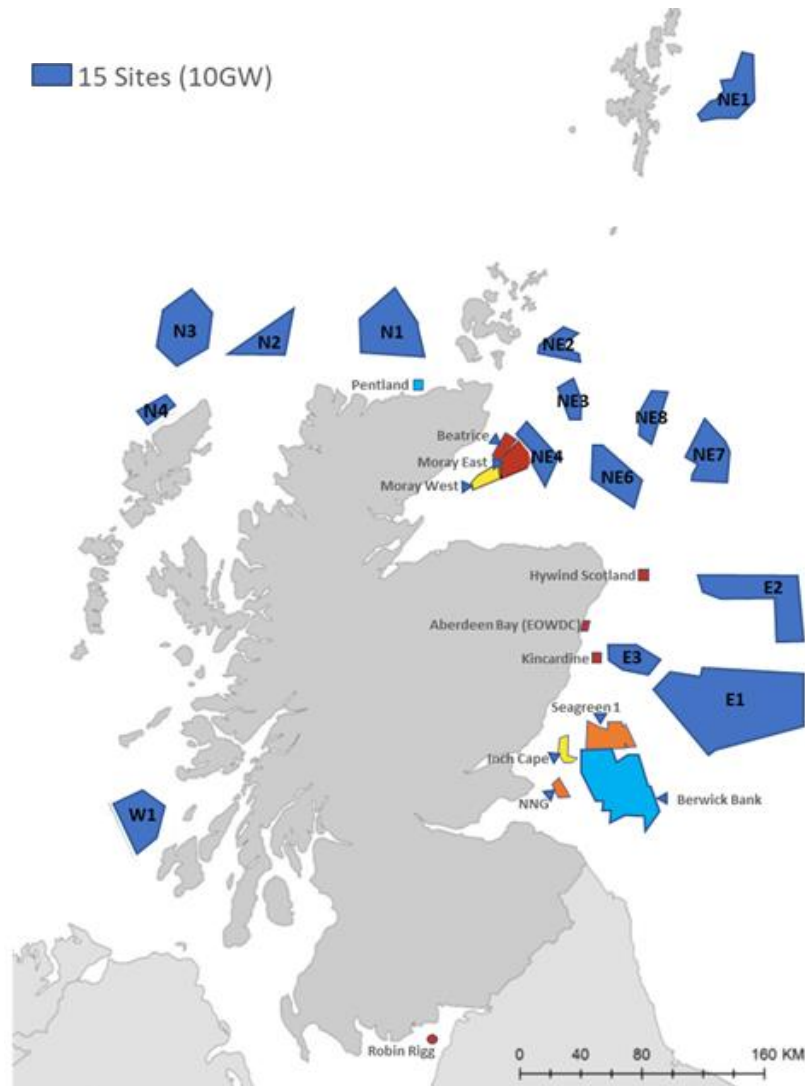 15 Sites (10GW)
NE1
N3
N2
N1
NE2
Pentland
NE3
N4
NE8
Beatrice
Moray East
NE4
NE7
NE6
Moray West
Hywind Scotland
E2
Aberdeen Bay (EOWDC)
Kincardine
E3
E1
Seagreen 1
Inch Cape
NNG
Berwick Bank
W1
Robin Rigg
0 40 80 160 KM